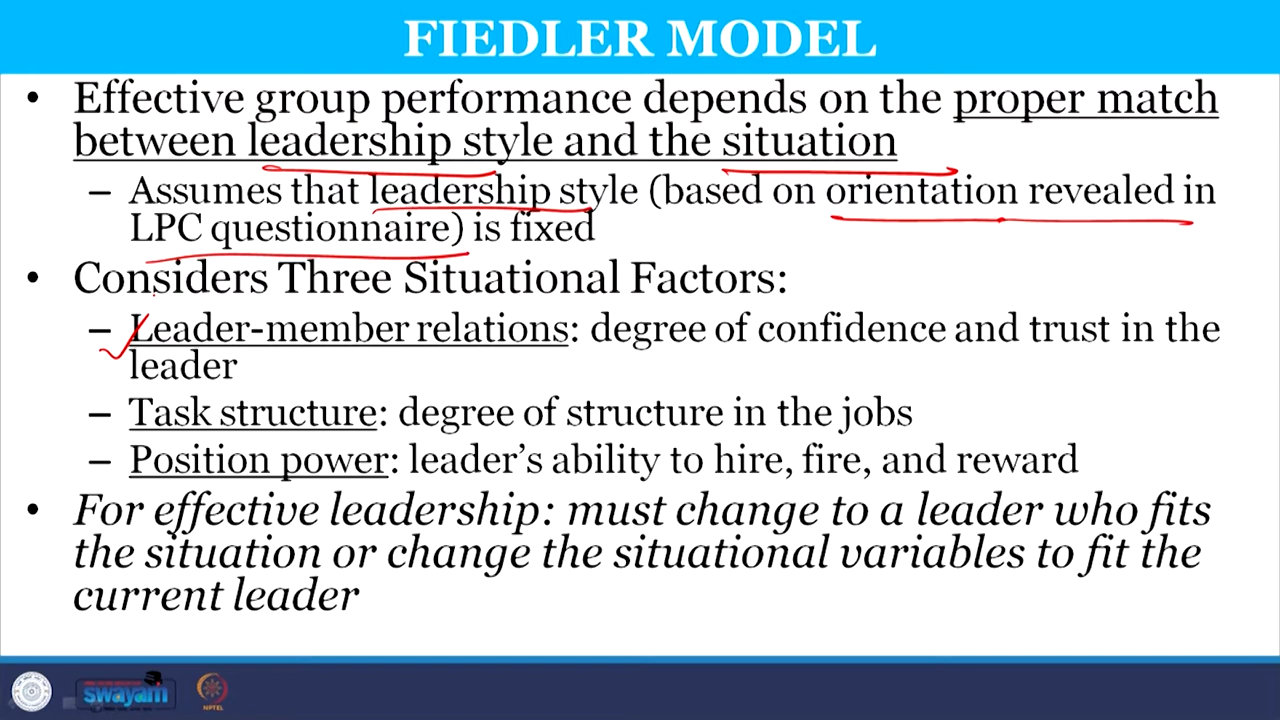 FIEDLER MODEL
• Effective group performance depends on the proper match
between leadership style and the situation
– Assumes that leadership style (based on orientation revealed in
LPC questionnaire) is fixed
• Considers Three Situational Factors:
– Leader-member relations: degree of confidence and trust in the
leader
– Task structure: degree of structure in the jobs
– Position power: leader's ability to hire, fire, and reward
• For effective leadership: must change to a leader who fits
the situation or change the situational variables to fit the
current leader
swayam
NPTEL